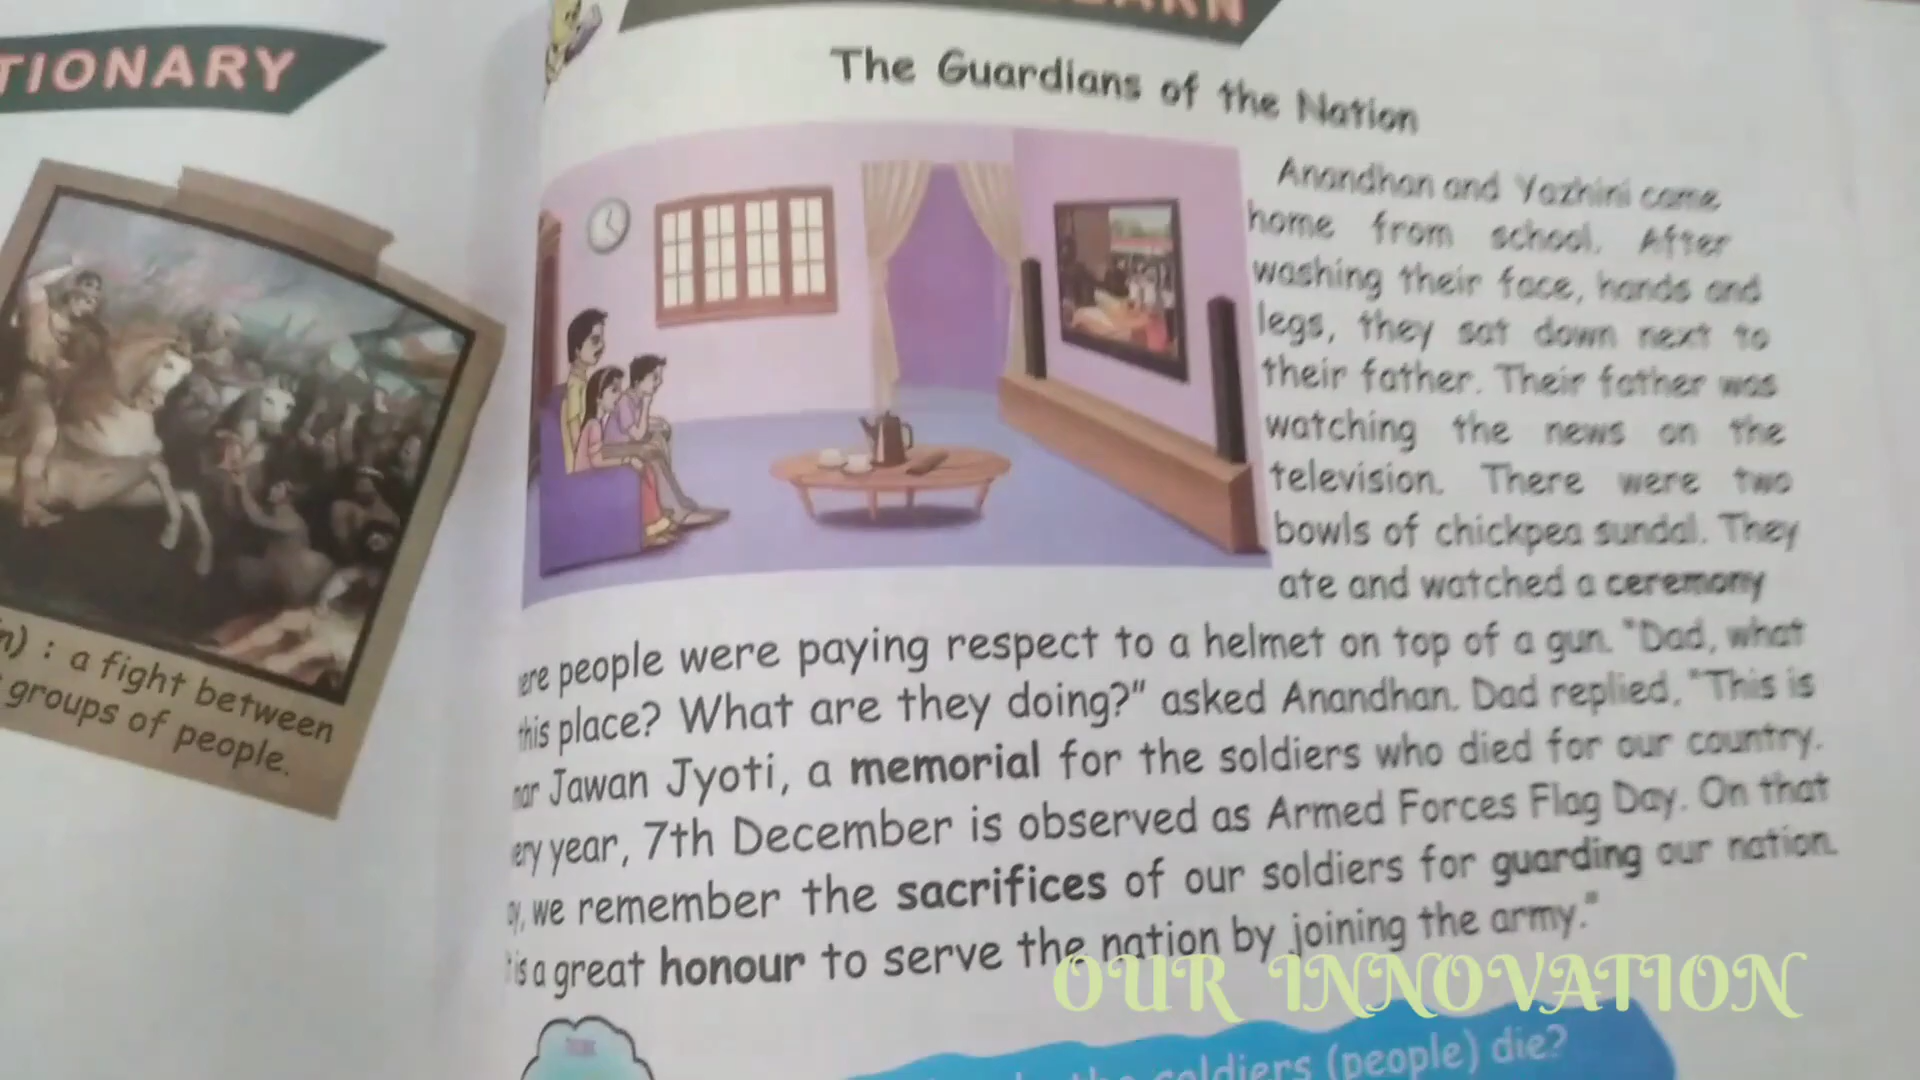 TIONARY
n) : a fight between
groups of people.
ARN
The Guardians of the Nation
Anandhan and Yazhini came
home from school. After
washing their face, hands and
legs, they sat down next to
their father. Their father was
watching the news on the
television. There were two
bowls of chickpea sundal. They
ate and watched a ceremony
ere people were paying respect to a helmet on top of a gun. "Dad, what
this place? What are they doing?" asked Anandhan. Dad replied, "This is
nar Jawan Jyoti, a memorial for the soldiers who died for our country.
ery year, 7th December is observed as Armed Forces Flag Day. On that
ay, we remember the sacrifices of our soldiers for guarding our nation.
is a great honour to serve the nation by joining the army."
OUR INNOVATION
soldiers (people) die?